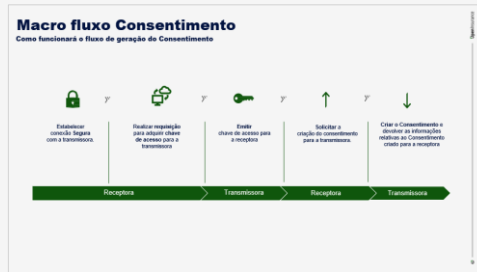 Macro fluxo Consentimento
Como funcionará o fluxo de geração do Consentimento
Estabelecer
conexão Segura
com a transmissora
Realizar requisição
para adquirir chave
de acesso para a
transmissora
Emitir
chave de acesso para
a receptora
Solicitar a
criação do consentimento
para a transmissora
Criar o Consentimento e
devolver as informações
relativas ao Consentimento
criado para a receptora
Receptora
Transmissora
Receptora
Transmissora